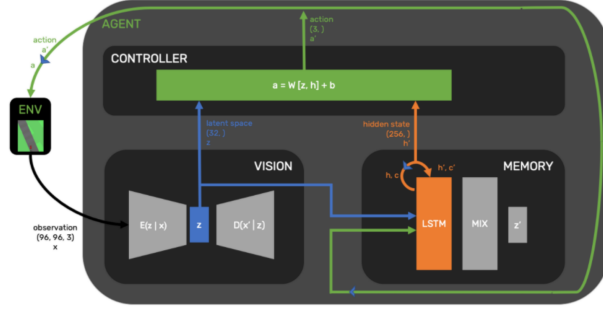 AGENT
action
a'
a
ENV
observation
(96, 96, 3)
x
CONTROLLER
action
(3, )
a'
a = W [z, h] + b
latent space
(32, )
z
hidden state
(256, )
h'
VISION
E(z | x)
z
D(x' | z)
MEMORY
h, c
h', c'
LSTM
MIX
z'